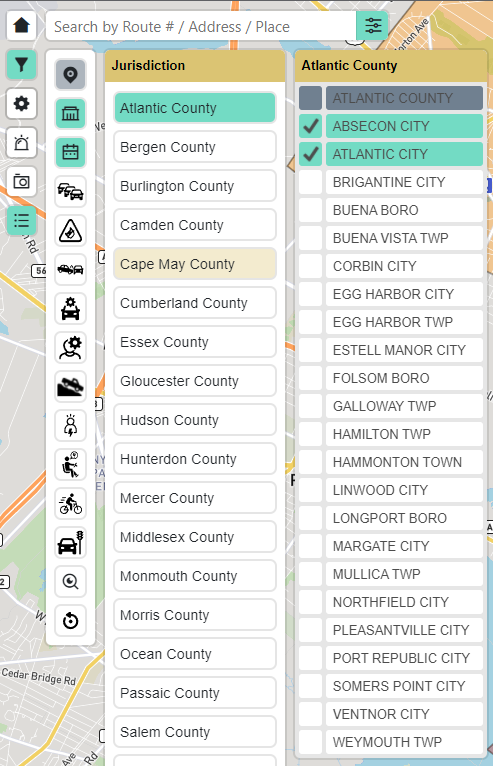 Search by Route # / Address / Place
Jurisdiction
Atlantic County
Bergen County
Burlington County
Camden County
Cape May County
Cumberland County
Essex County
Gloucester County
Hudson County
Hunterdon County
Mercer County
Middlesex County
Monmouth County
Morris County
Ocean County
Passaic County
Salem County
Atlantic County
ATLANTIC COUNTY
ABSECON CITY
ATLANTIC CITY
BRIGANTINE CITY
BUENA BORO
BUENA VISTA TWP
CORBIN CITY
EGG HARBOR CITY
EGG HARBOR TWP
ESTELL MANOR CITY
FOLSOM BORO
GALLOWAY TWP
HAMILTON TWP
HAMMONTON TOWN
LINWOOD CITY
LONGPORT BORO
MARGATE CITY
MULLICA TWP
NORTHFIELD CITY
PLEASANTVILLE CITY
PORT REPUBLIC CITY
SOMERS POINT CITY
VENTNOR CITY
WEYMOUTH TWP
56
Cedar Bridge Rd